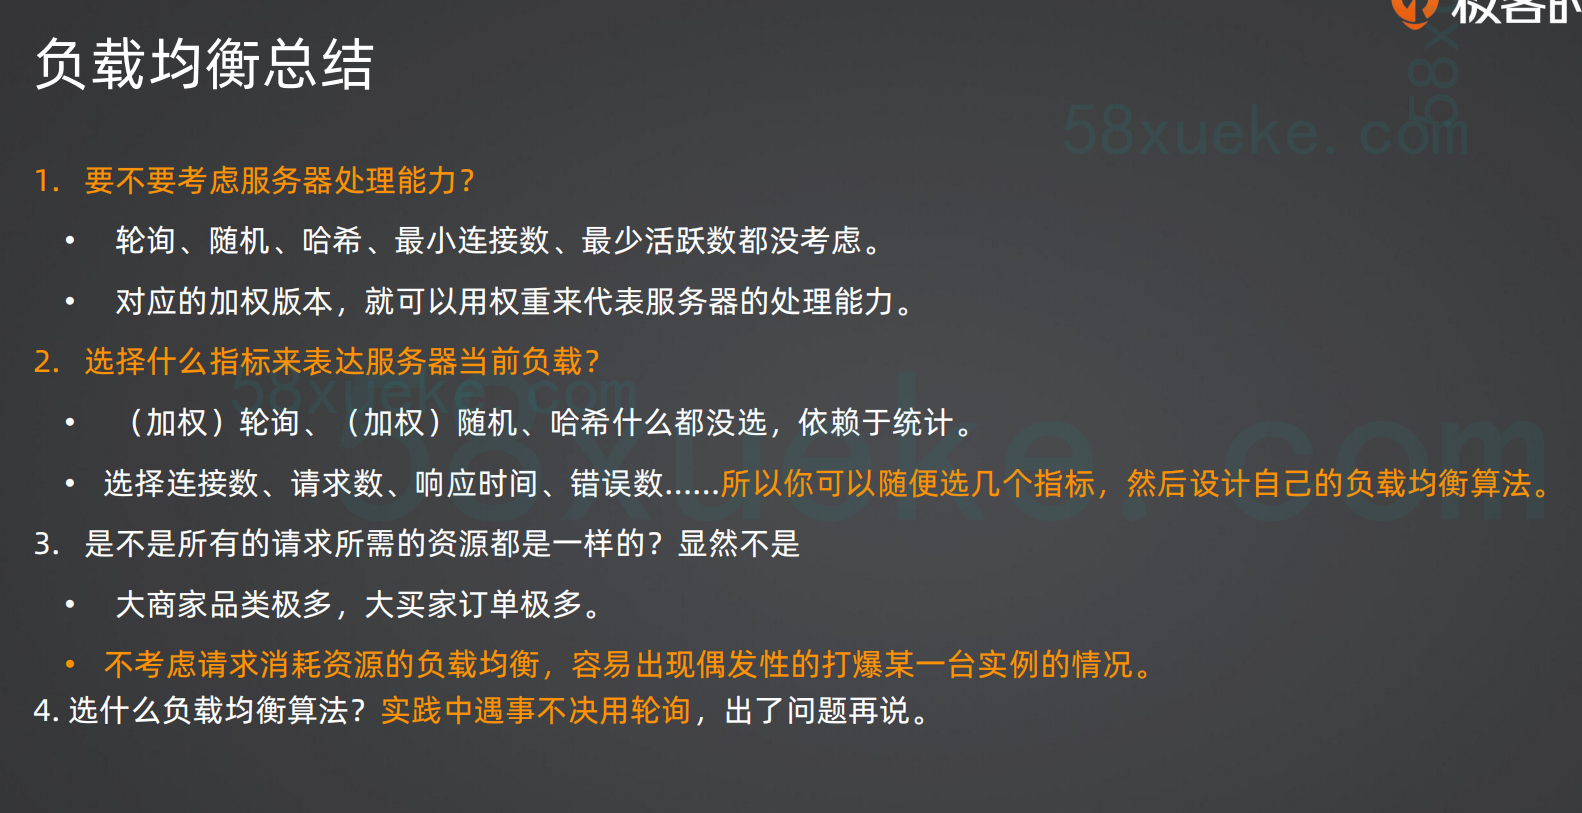 极客时
负载均衡总结
58xueke.com
58x
1. 要不要考虑服务器处理能力？
• 轮询、随机、哈希、最小连接数、最少活跃数都没考虑。
• 对应的加权版本，就可以用权重来代表服务器的处理能力。
2. 选择什么指标来表达服务器当前负载？
58xueke.com
• （加权）轮询、（加权）随机、哈希什么都没选，依赖于统计。
58xueke.com
• 选择连接数、请求数、响应时间、错误数……所以你可以随便选几个指标，然后设计自己的负载均衡算法。
3. 是不是所有的请求所需的资源都是一样的？显然不是
• 大商家品类极多，大买家订单极多。
• 不考虑请求消耗资源的负载均衡，容易出现偶发性的打爆某一台实例的情况。
4. 选什么负载均衡算法？实践中遇事不决用轮询，出了问题再说。